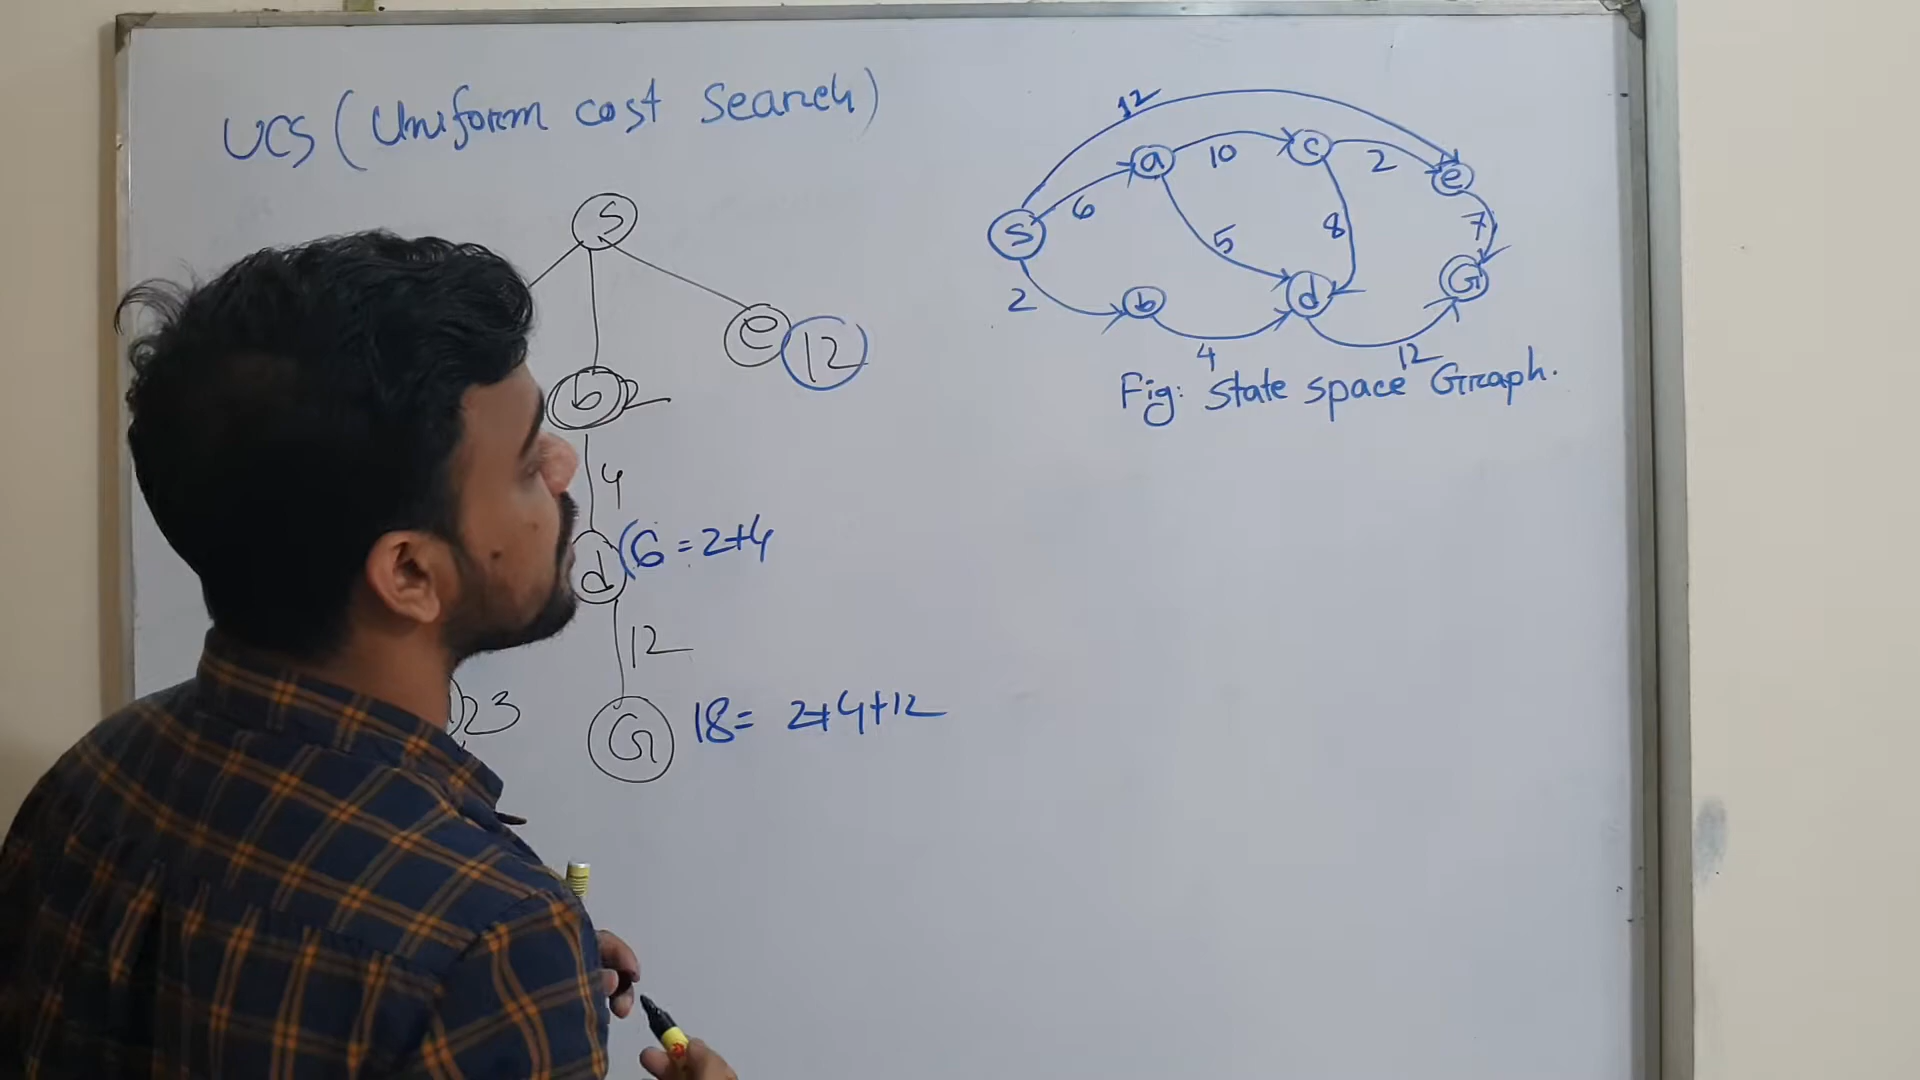 UCS (Uniform cost Search)
S
e 12
b 2
4
d (6 = 2+4
12
23
G 18 = 2+4+12
12
a 10 c 2 e
S 6 5 8 7
2 b d G
4 12
Fig: State space Graph.